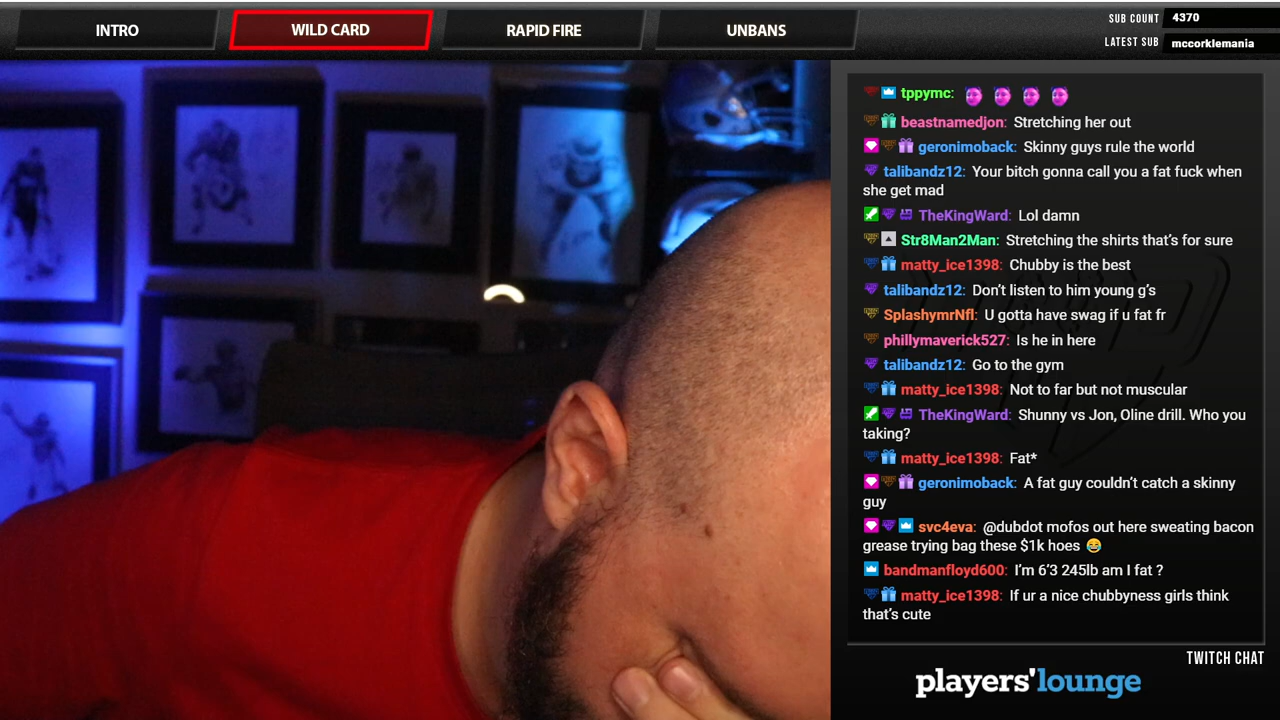 INTRO
WILD CARD
RAPID FIRE
UNBANS
SUB COUNT 4370
LATEST SUB mccorklemania
tppymc:
beastnamedjon: Stretching her out
geronimoback: Skinny guys rule the world
talibandz12: Your bitch gonna call you a fat fuck when
she get mad
TheKingWard: Lol damn
Str8Man2Man: Stretching the shirts that's for sure
matty_ice1398: Chubby is the best
talibandz12: Don't listen to him young g's
SplashymrNfl: U gotta have swag if u fat fr
phillymaverick527: Is he in here
talibandz12: Go to the gym
matty_ice1398: Not to far but not muscular
TheKingWard: Shunny vs Jon, Oline drill. Who you
taking?
matty_ice1398: Fat*
geronimoback: A fat guy couldn't catch a skinny
guy
svc4eva: @dubdot mofos out here sweating bacon
grease trying bag these $1k hoes 😂
bandmanfloyd600: I'm 6'3 245lb am I fat ?
matty_ice1398: If ur a nice chubbyness girls think
that's cute
TWITCH CHAT
players'lounge